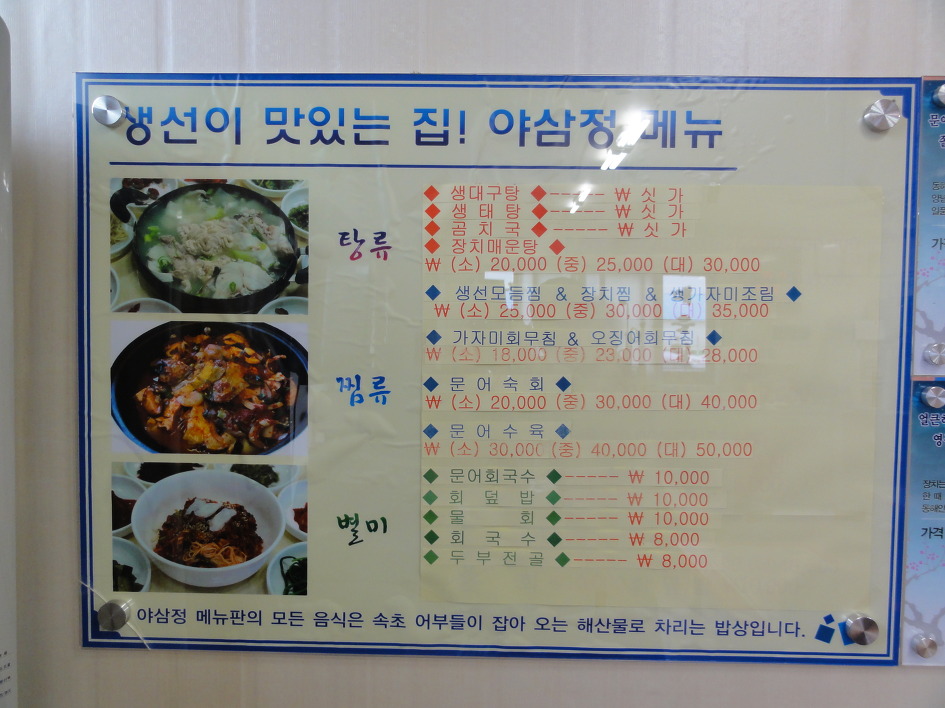 생선이 맛있는 집! 야삼정 메뉴
탕류
◆ 생대구탕 ◆----- ₩ 싯 가
◆ 생 태 탕 ◆----- ₩ 싯 가
◆ 곰 치 국 ◆----- ₩ 싯 가
◆ 장치매운탕 ◆
₩ (소) 20,000 (중) 25,000 (대) 30,000
찜류
◆ 생선모듬찜 & 장치찜 & 생가자미조림 ◆
₩ (소) 25,000 (중) 30,000 (대) 35,000
◆ 가자미회무침 & 오징어회무침 ◆
₩ (소) 18,000 (중) 23,000 (대) 28,000
◆ 문 어 숙 회 ◆
₩ (소) 20,000 (중) 30,000 (대) 40,000
◆ 문 어 수 육 ◆
₩ (소) 30,000 (중) 40,000 (대) 50,000
별미
◆ 문어회국수 ◆----- ₩ 10,000
◆ 회 덮 밥 ◆----- ₩ 10,000
◆ 물 회 ◆----- ₩ 10,000
◆ 회 국 수 ◆----- ₩ 8,000
◆ 두 부 전 골 ◆----- ₩ 8,000
야삼정 메뉴판의 모든 음식은 속초 어부들이 잡아 오는 해산물로 차리는 밥상입니다.
가격